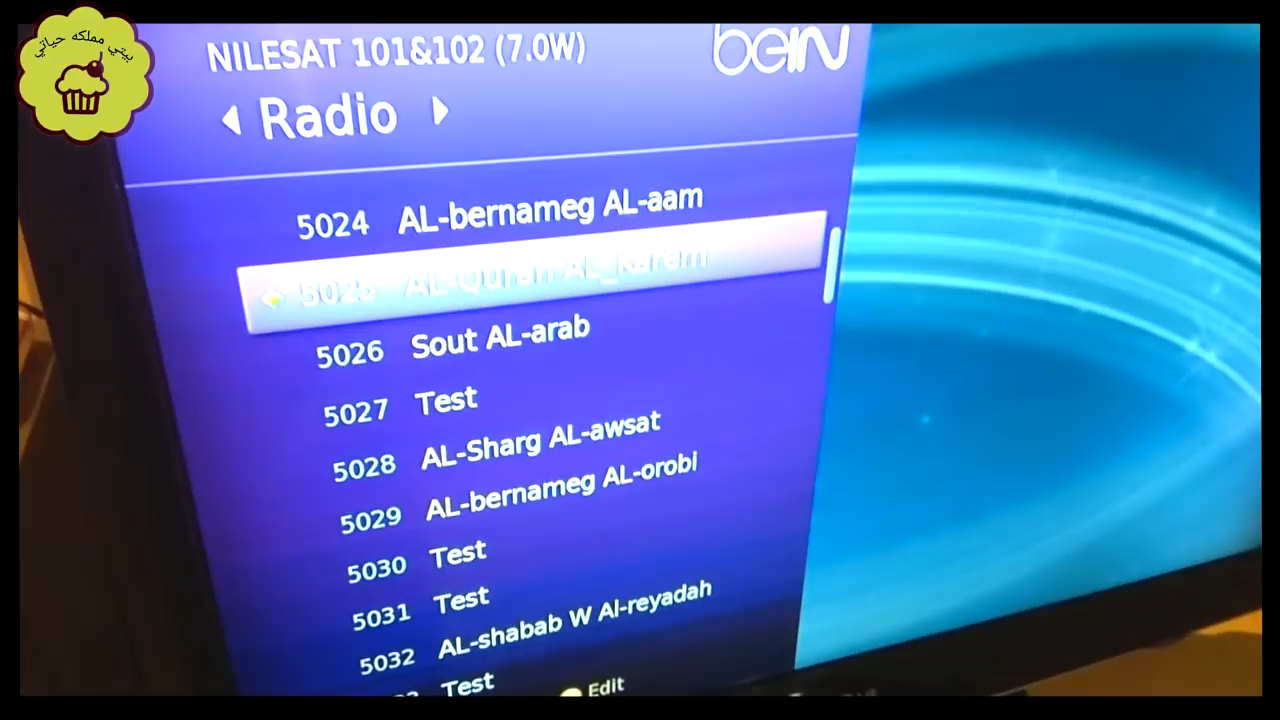 بيتي مملكه حياتي
NILESAT 101&102 (7.0W)
beIN
Radio
5024 AL-bernameg AL-aam
5025 AL-Quran AL_Karem
5026 Sout AL-arab
5027 Test
5028 AL-Sharg AL-awsat
5029 AL-bernameg AL-orobi
5030 Test
5031 Test
5032 AL-shabab W Al-reyadah
Test
Edit